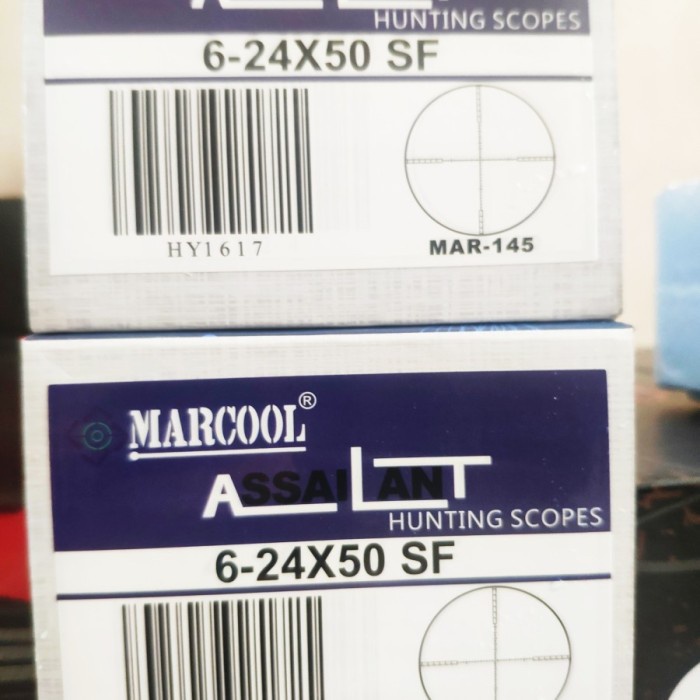 HUNTING SCOPES
6-24X50 SF
HY1617
MAR-145
MARCOOL®
ASSAILANT
HUNTING SCOPES
6-24X50 SF